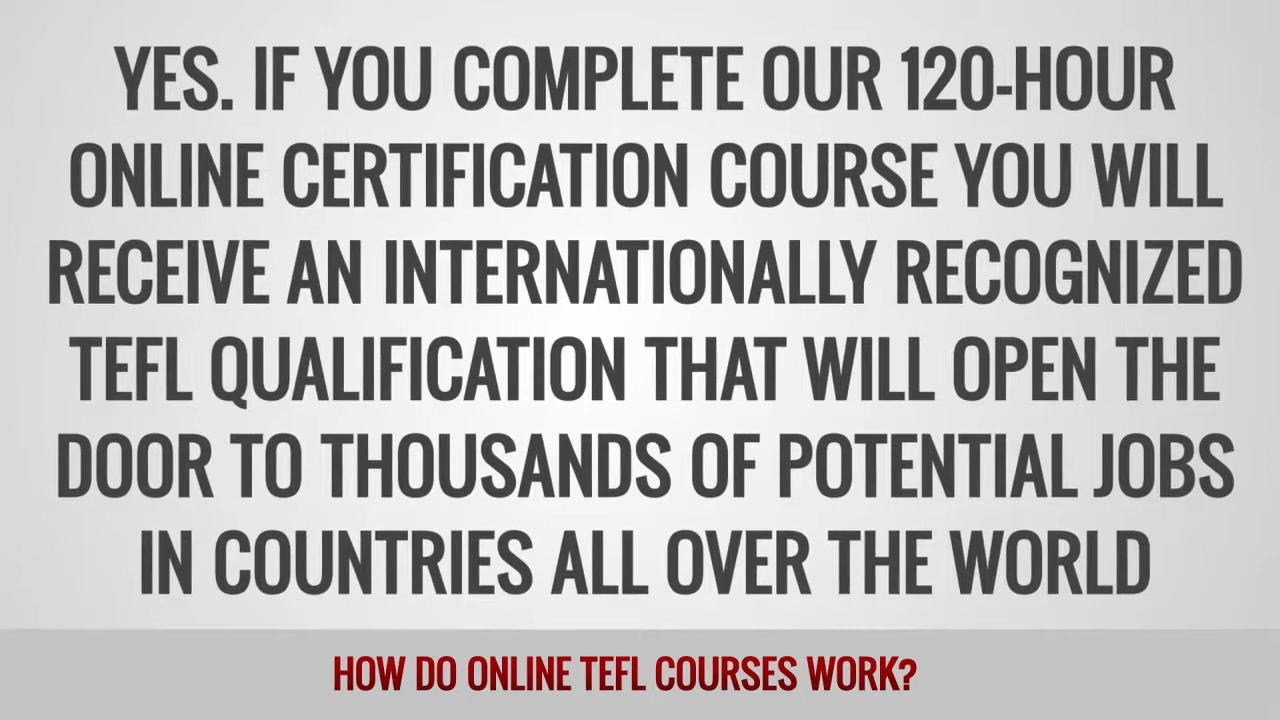 YES. IF YOU COMPLETE OUR 120-HOUR
ONLINE CERTIFICATION COURSE YOU WILL
RECEIVE AN INTERNATIONALLY RECOGNIZED
TEFL QUALIFICATION THAT WILL OPEN THE
DOOR TO THOUSANDS OF POTENTIAL JOBS
IN COUNTRIES ALL OVER THE WORLD
HOW DO ONLINE TEFL COURSES WORK?